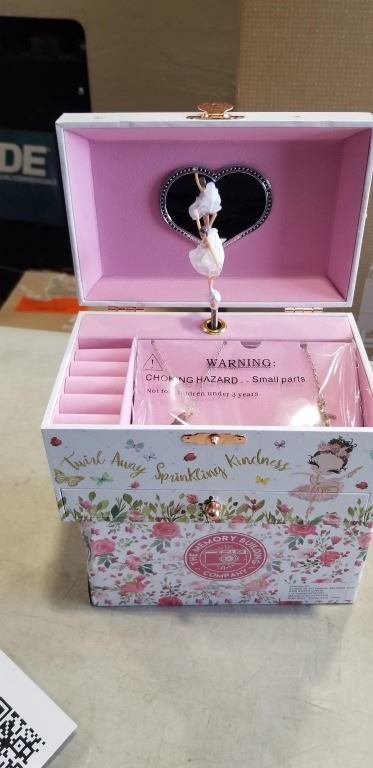 DE
WARNING:
CHOKING HAZARD -- Small parts
Not for children under 3 years
Twirl Away Sprinkling Kindness
THE MEMORY BUILDING
COMPANY